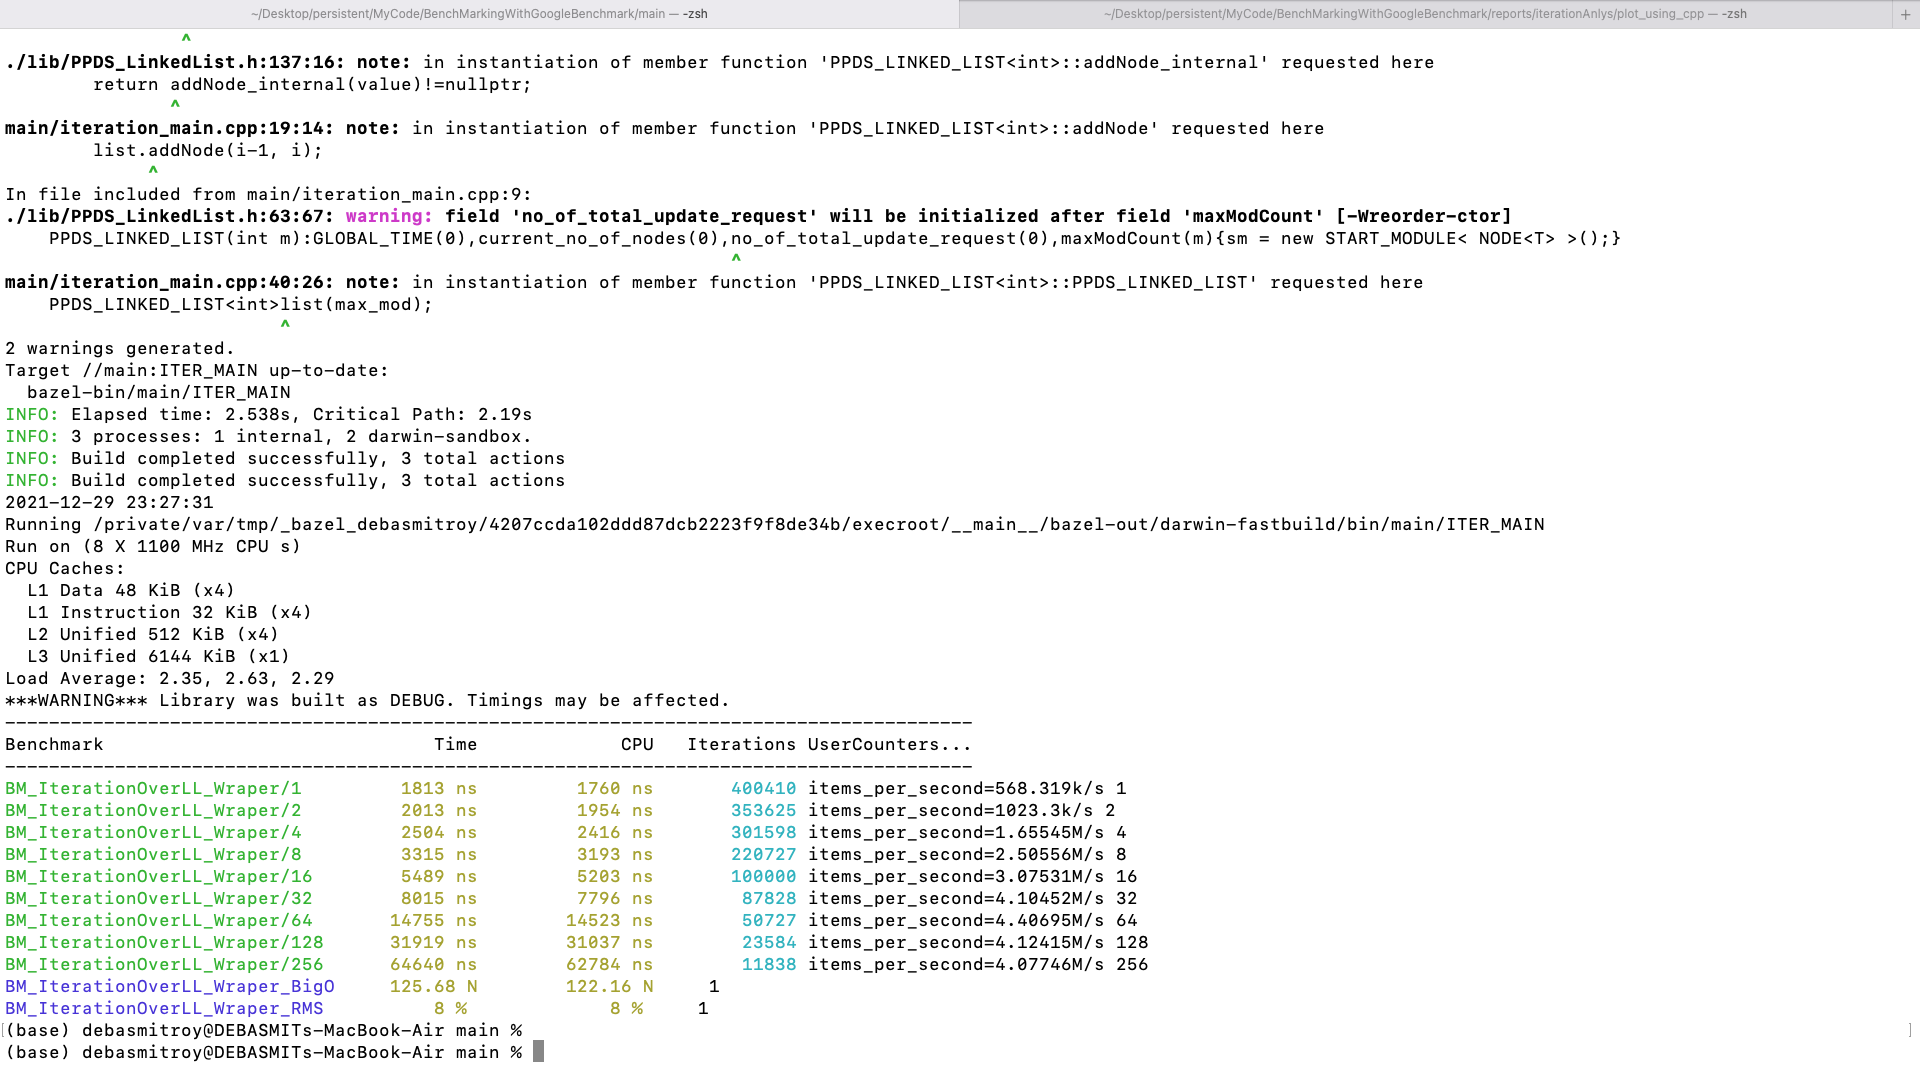 ~/Desktop/persistent/MyCode/BenchMarkingWithGoogleBenchmark/main — -zsh
~/Desktop/persistent/MyCode/BenchMarkingWithGoogleBenchmark/reports/iterationAnlys/plot_using_cpp — -zsh
+
^
./lib/PPDS_LinkedList.h:137:16: note: in instantiation of member function 'PPDS_LINKED_LIST<int>::addNode_internal' requested here
        return addNode_internal(value)!=nullptr;
               ^
main/iteration_main.cpp:19:14: note: in instantiation of member function 'PPDS_LINKED_LIST<int>::addNode' requested here
        list.addNode(i-1, i);
             ^
In file included from main/iteration_main.cpp:9:
./lib/PPDS_LinkedList.h:63:67: warning: field 'no_of_total_update_request' will be initialized after field 'maxModCount' [-Wreorder-ctor]
    PPDS_LINKED_LIST(int m):GLOBAL_TIME(0),current_no_of_nodes(0),no_of_total_update_request(0),maxModCount(m){sm = new START_MODULE< NODE<T> >();}
                                                                  ^
main/iteration_main.cpp:40:26: note: in instantiation of member function 'PPDS_LINKED_LIST<int>::PPDS_LINKED_LIST' requested here
    PPDS_LINKED_LIST<int>list(max_mod);
                         ^
2 warnings generated.
Target //main:ITER_MAIN up-to-date:
  bazel-bin/main/ITER_MAIN
INFO: Elapsed time: 2.538s, Critical Path: 2.19s
INFO: 3 processes: 1 internal, 2 darwin-sandbox.
INFO: Build completed successfully, 3 total actions
INFO: Build completed successfully, 3 total actions
2021-12-29 23:27:31
Running /private/var/tmp/_bazel_debasmitroy/4207ccda102ddd87dcb2223f9f8de34b/execroot/__main__/bazel-out/darwin-fastbuild/bin/main/ITER_MAIN
Run on (8 X 1100 MHz CPU s)
CPU Caches:
  L1 Data 48 KiB (x4)
  L1 Instruction 32 KiB (x4)
  L2 Unified 512 KiB (x4)
  L3 Unified 6144 KiB (x1)
Load Average: 2.35, 2.63, 2.29
***WARNING*** Library was built as DEBUG. Timings may be affected.
----------------------------------------------------------------------------------------
Benchmark                              Time             CPU   Iterations UserCounters...
----------------------------------------------------------------------------------------
BM_IterationOverLL_Wraper/1         1813 ns         1760 ns       400410 items_per_second=568.319k/s 1
BM_IterationOverLL_Wraper/2         2013 ns         1954 ns       353625 items_per_second=1023.3k/s 2
BM_IterationOverLL_Wraper/4         2504 ns         2416 ns       301598 items_per_second=1.65545M/s 4
BM_IterationOverLL_Wraper/8         3315 ns         3193 ns       220727 items_per_second=2.50556M/s 8
BM_IterationOverLL_Wraper/16        5489 ns         5203 ns       100000 items_per_second=3.07531M/s 16
BM_IterationOverLL_Wraper/32        8015 ns         7796 ns        87828 items_per_second=4.10452M/s 32
BM_IterationOverLL_Wraper/64       14755 ns        14523 ns        50727 items_per_second=4.40695M/s 64
BM_IterationOverLL_Wraper/128      31919 ns        31037 ns        23584 items_per_second=4.12415M/s 128
BM_IterationOverLL_Wraper/256      64640 ns        62784 ns        11838 items_per_second=4.07746M/s 256
BM_IterationOverLL_Wraper_BigO     125.68 N        122.16 N     1
BM_IterationOverLL_Wraper_RMS          8 %             8 %     1
[(base) debasmitroy@DEBASMITs-MacBook-Air main % ]
(base) debasmitroy@DEBASMITs-MacBook-Air main %